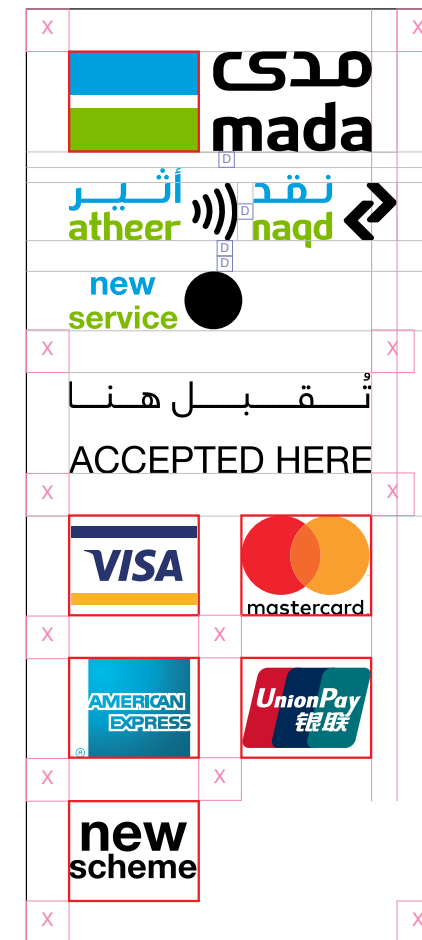 X X
مدى
mada
D
أثير نقد
D
atheer naqd
D
D
new
service
X X
تُقبل هنا
ACCEPTED HERE
X X
VISA
mastercard.
X X
AMERICAN
EXPRESS
®
UnionPay
银联
X X
new
scheme
X X